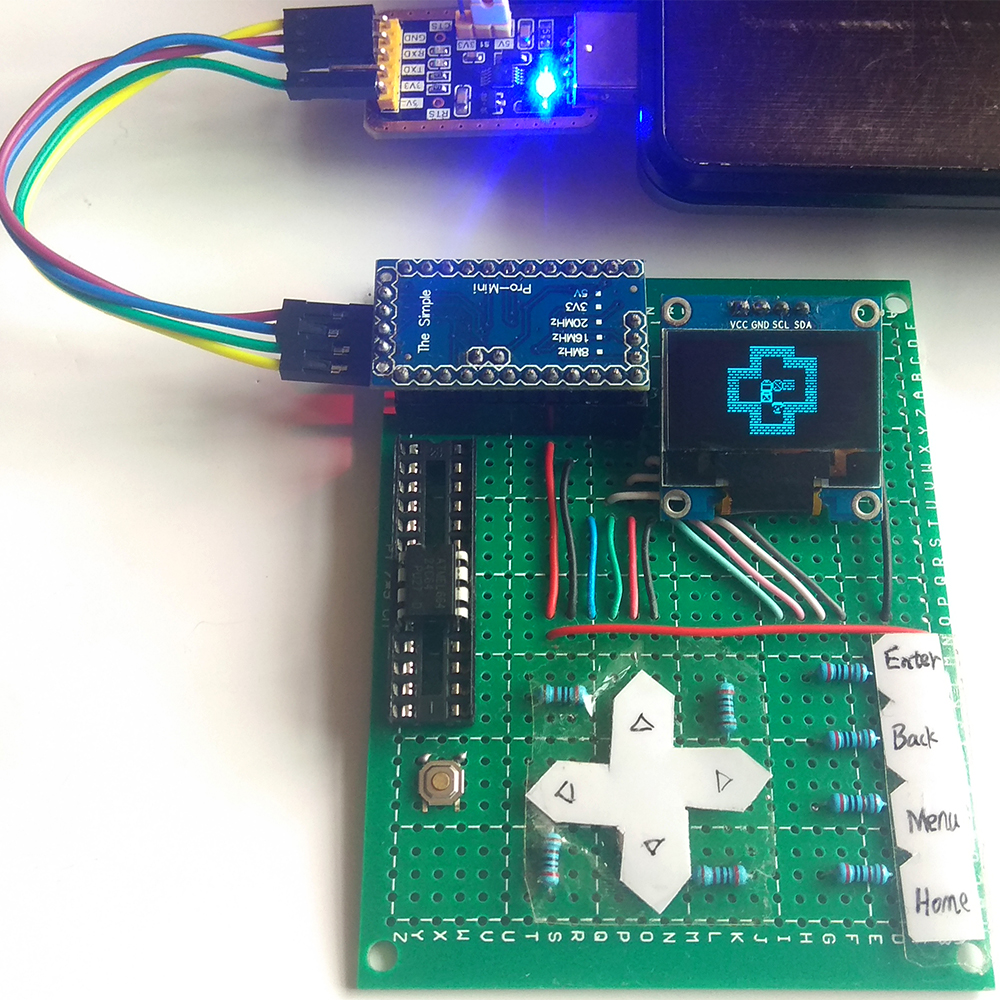 CTS
GND
RXD
TXD
3V3
5V
RTS
3V3
5V
The Simple
Pro-Mini
5V
3V3
20MHz
16MHz
8MHz
VCC GND SCL SDA
Enter
Back
Menu
Home
Z Y X W V U T S R Q P O N M L K J I H G F E D